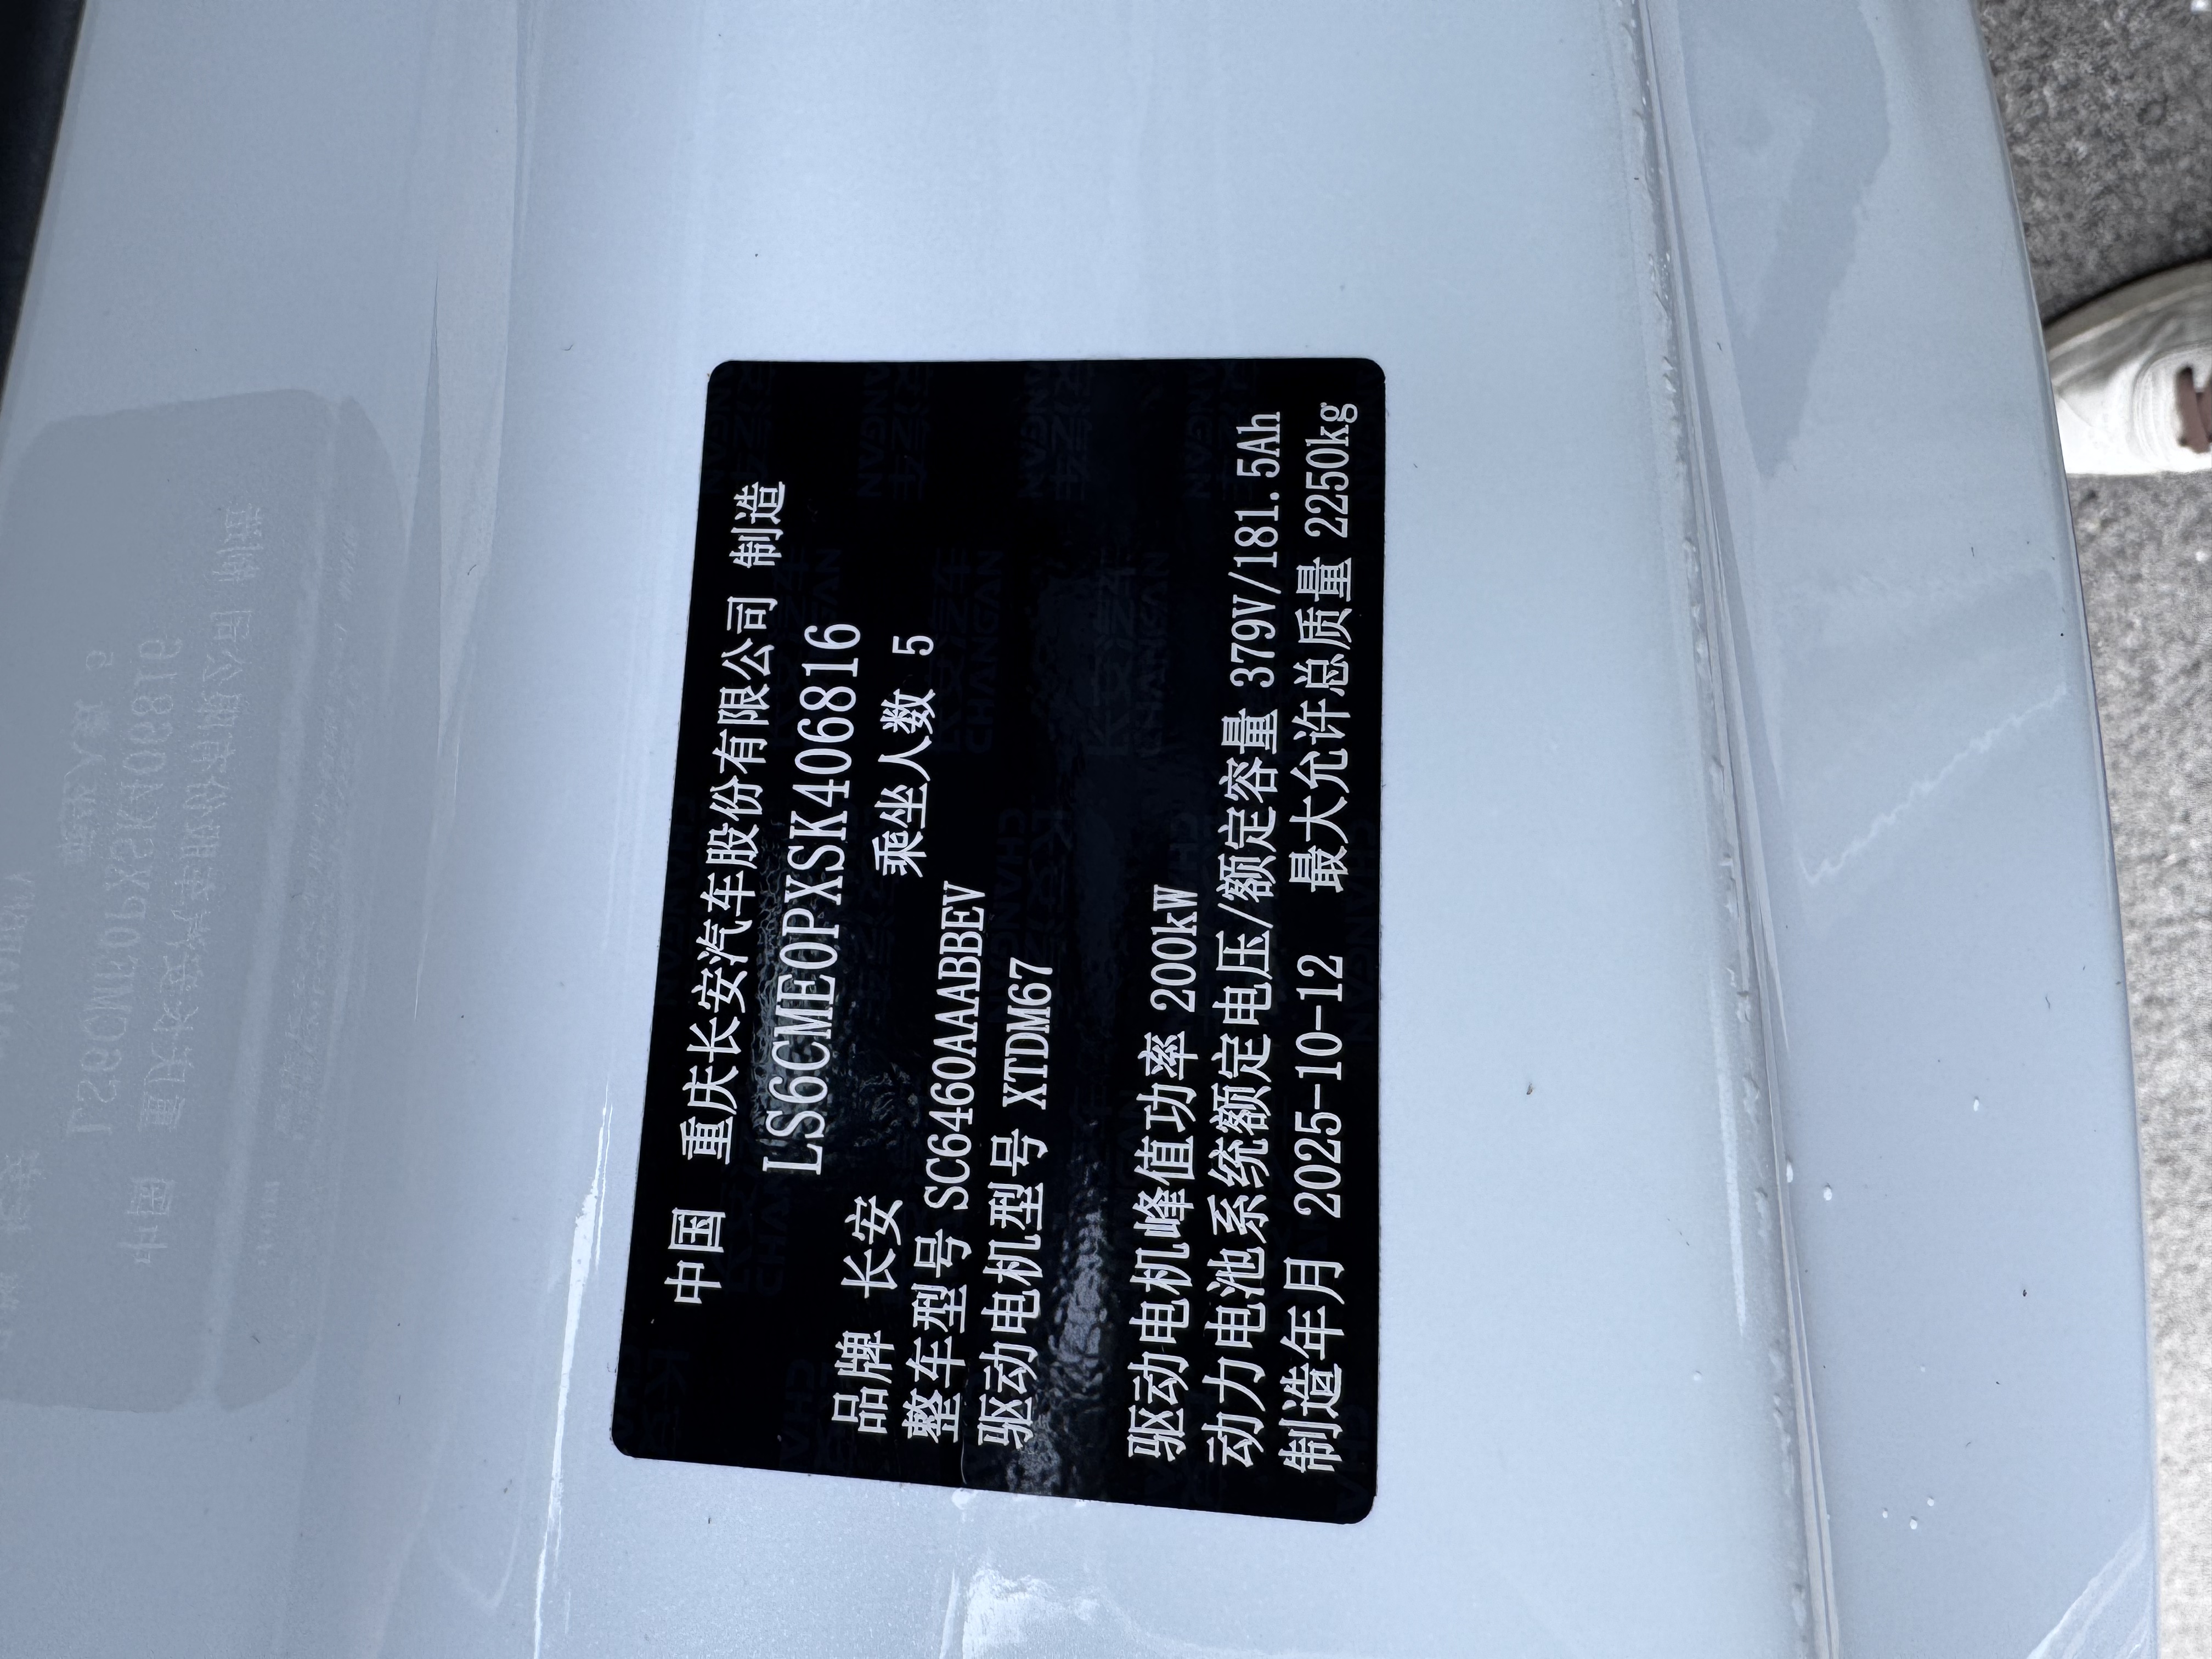 中国 重庆长安汽车股份有限公司 制造
LS6CME0PXSK406816
品牌 长安 乘坐人数 5
整车型号 SC6460AAABBEV
驱动电机型号 XTDM67
驱动电机峰值功率 200kW
动力电池系统额定电压/额定容量 379V/181.5Ah
制造年月 2025-10-12 最大允许总质量 2250kg